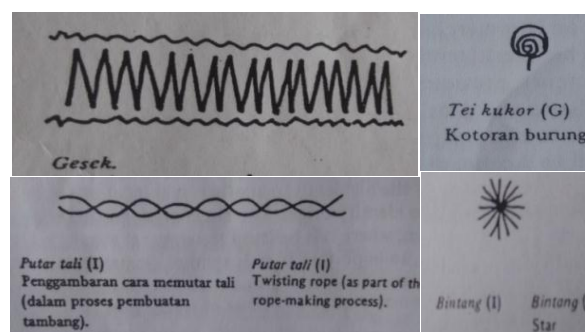 Gesek.
Tei kukor (G)
Kotoran burung
Putar tali (I)
Penggambaran cara memutar tali
(dalam proses pembuatan
tambang).
Putar tali (I)
Twisting rope (as part of th
rope-making process).
Bintang (I)
Bintang (
Star